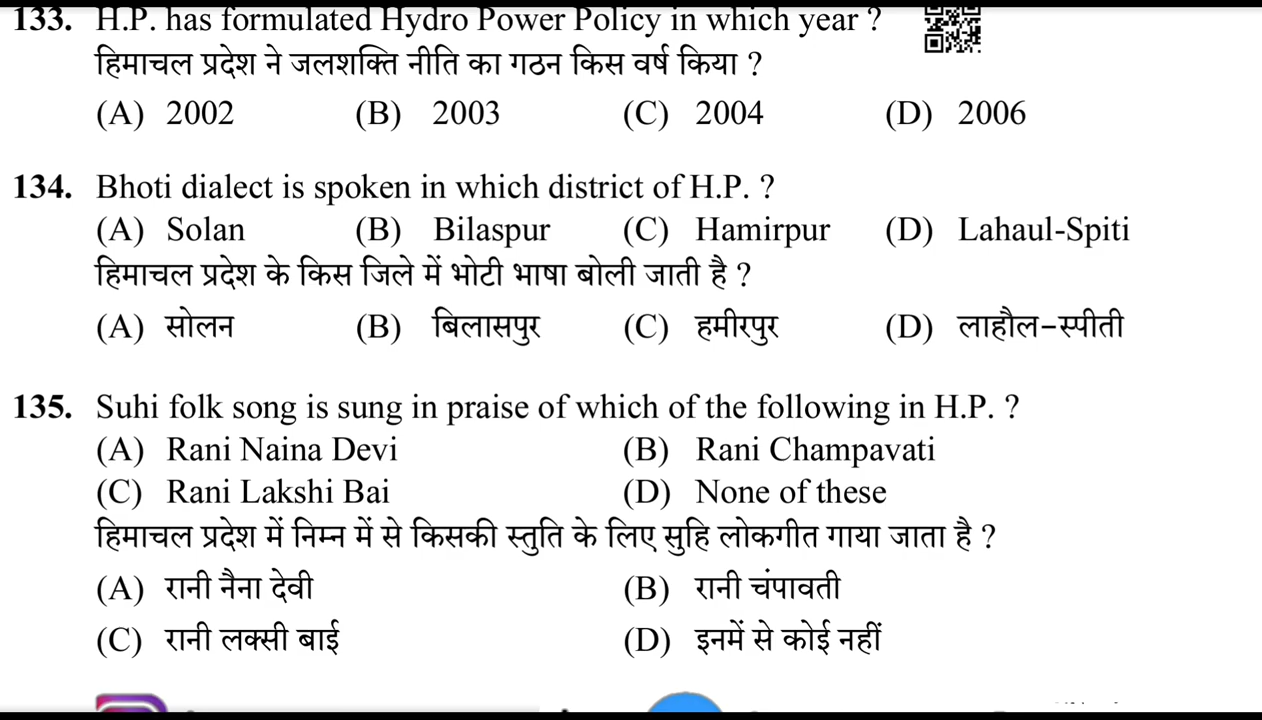 133. H.P. has formulated Hydro Power Policy in which year ?
हिमाचल प्रदेश ने जलशक्ति नीति का गठन किस वर्ष किया ?
(A) 2002 (B) 2003 (C) 2004 (D) 2006
134. Bhoti dialect is spoken in which district of H.P. ?
(A) Solan (B) Bilaspur (C) Hamirpur (D) Lahaul-Spiti
हिमाचल प्रदेश के किस जिले में भोटी भाषा बोली जाती है ?
(A) सोलन (B) बिलासपुर (C) हमीरपुर (D) लाहौल-स्पीती
135. Suhi folk song is sung in praise of which of the following in H.P. ?
(A) Rani Naina Devi (B) Rani Champavati
(C) Rani Lakshi Bai (D) None of these
हिमाचल प्रदेश में निम्न में से किसकी स्तुति के लिए सुहि लोकगीत गाया जाता है ?
(A) रानी नैना देवी (B) रानी चंपावती
(C) रानी लक्सी बाई (D) इनमें से कोई नहीं